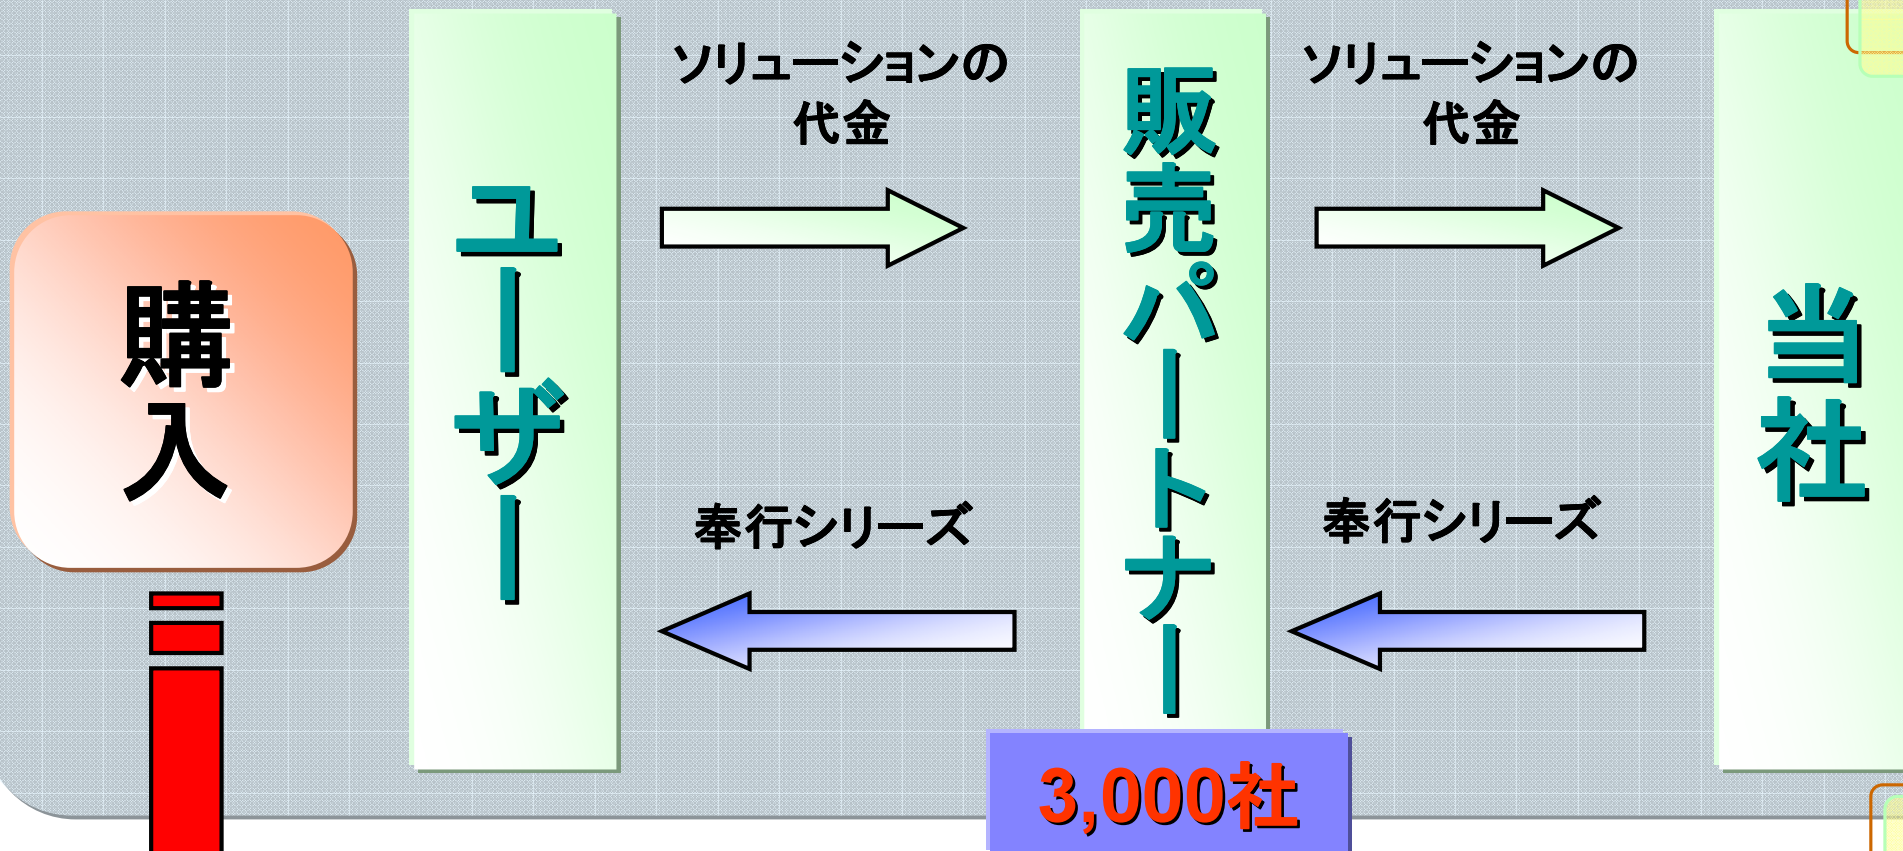 購入
ユーザー
ソリューションの
代金
奉行シリーズ
販売パートナー
3,000社
ソリューションの
代金
奉行シリーズ
当社